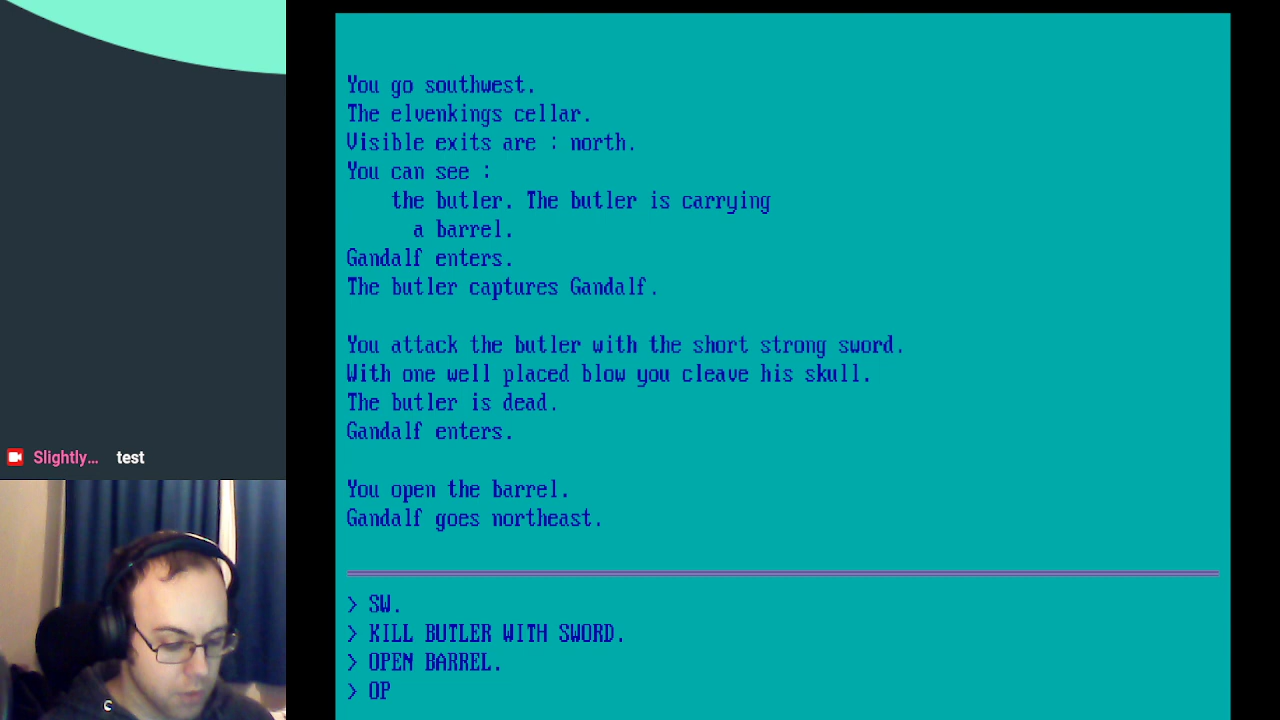 You go southwest.
The elvenkings cellar.
Visible exits are : north.
You can see :
the butler. The butler is carrying
a barrel.
Gandalf enters.
The butler captures Gandalf.
You attack the butler with the short strong sword.
With one well placed blow you cleave his skull.
The butler is dead.
Gandalf enters.
You open the barrel.
Gandalf goes northeast.
> SW.
> KILL BUTLER WITH SWORD.
> OPEN BARREL.
> OP
Slightly… test